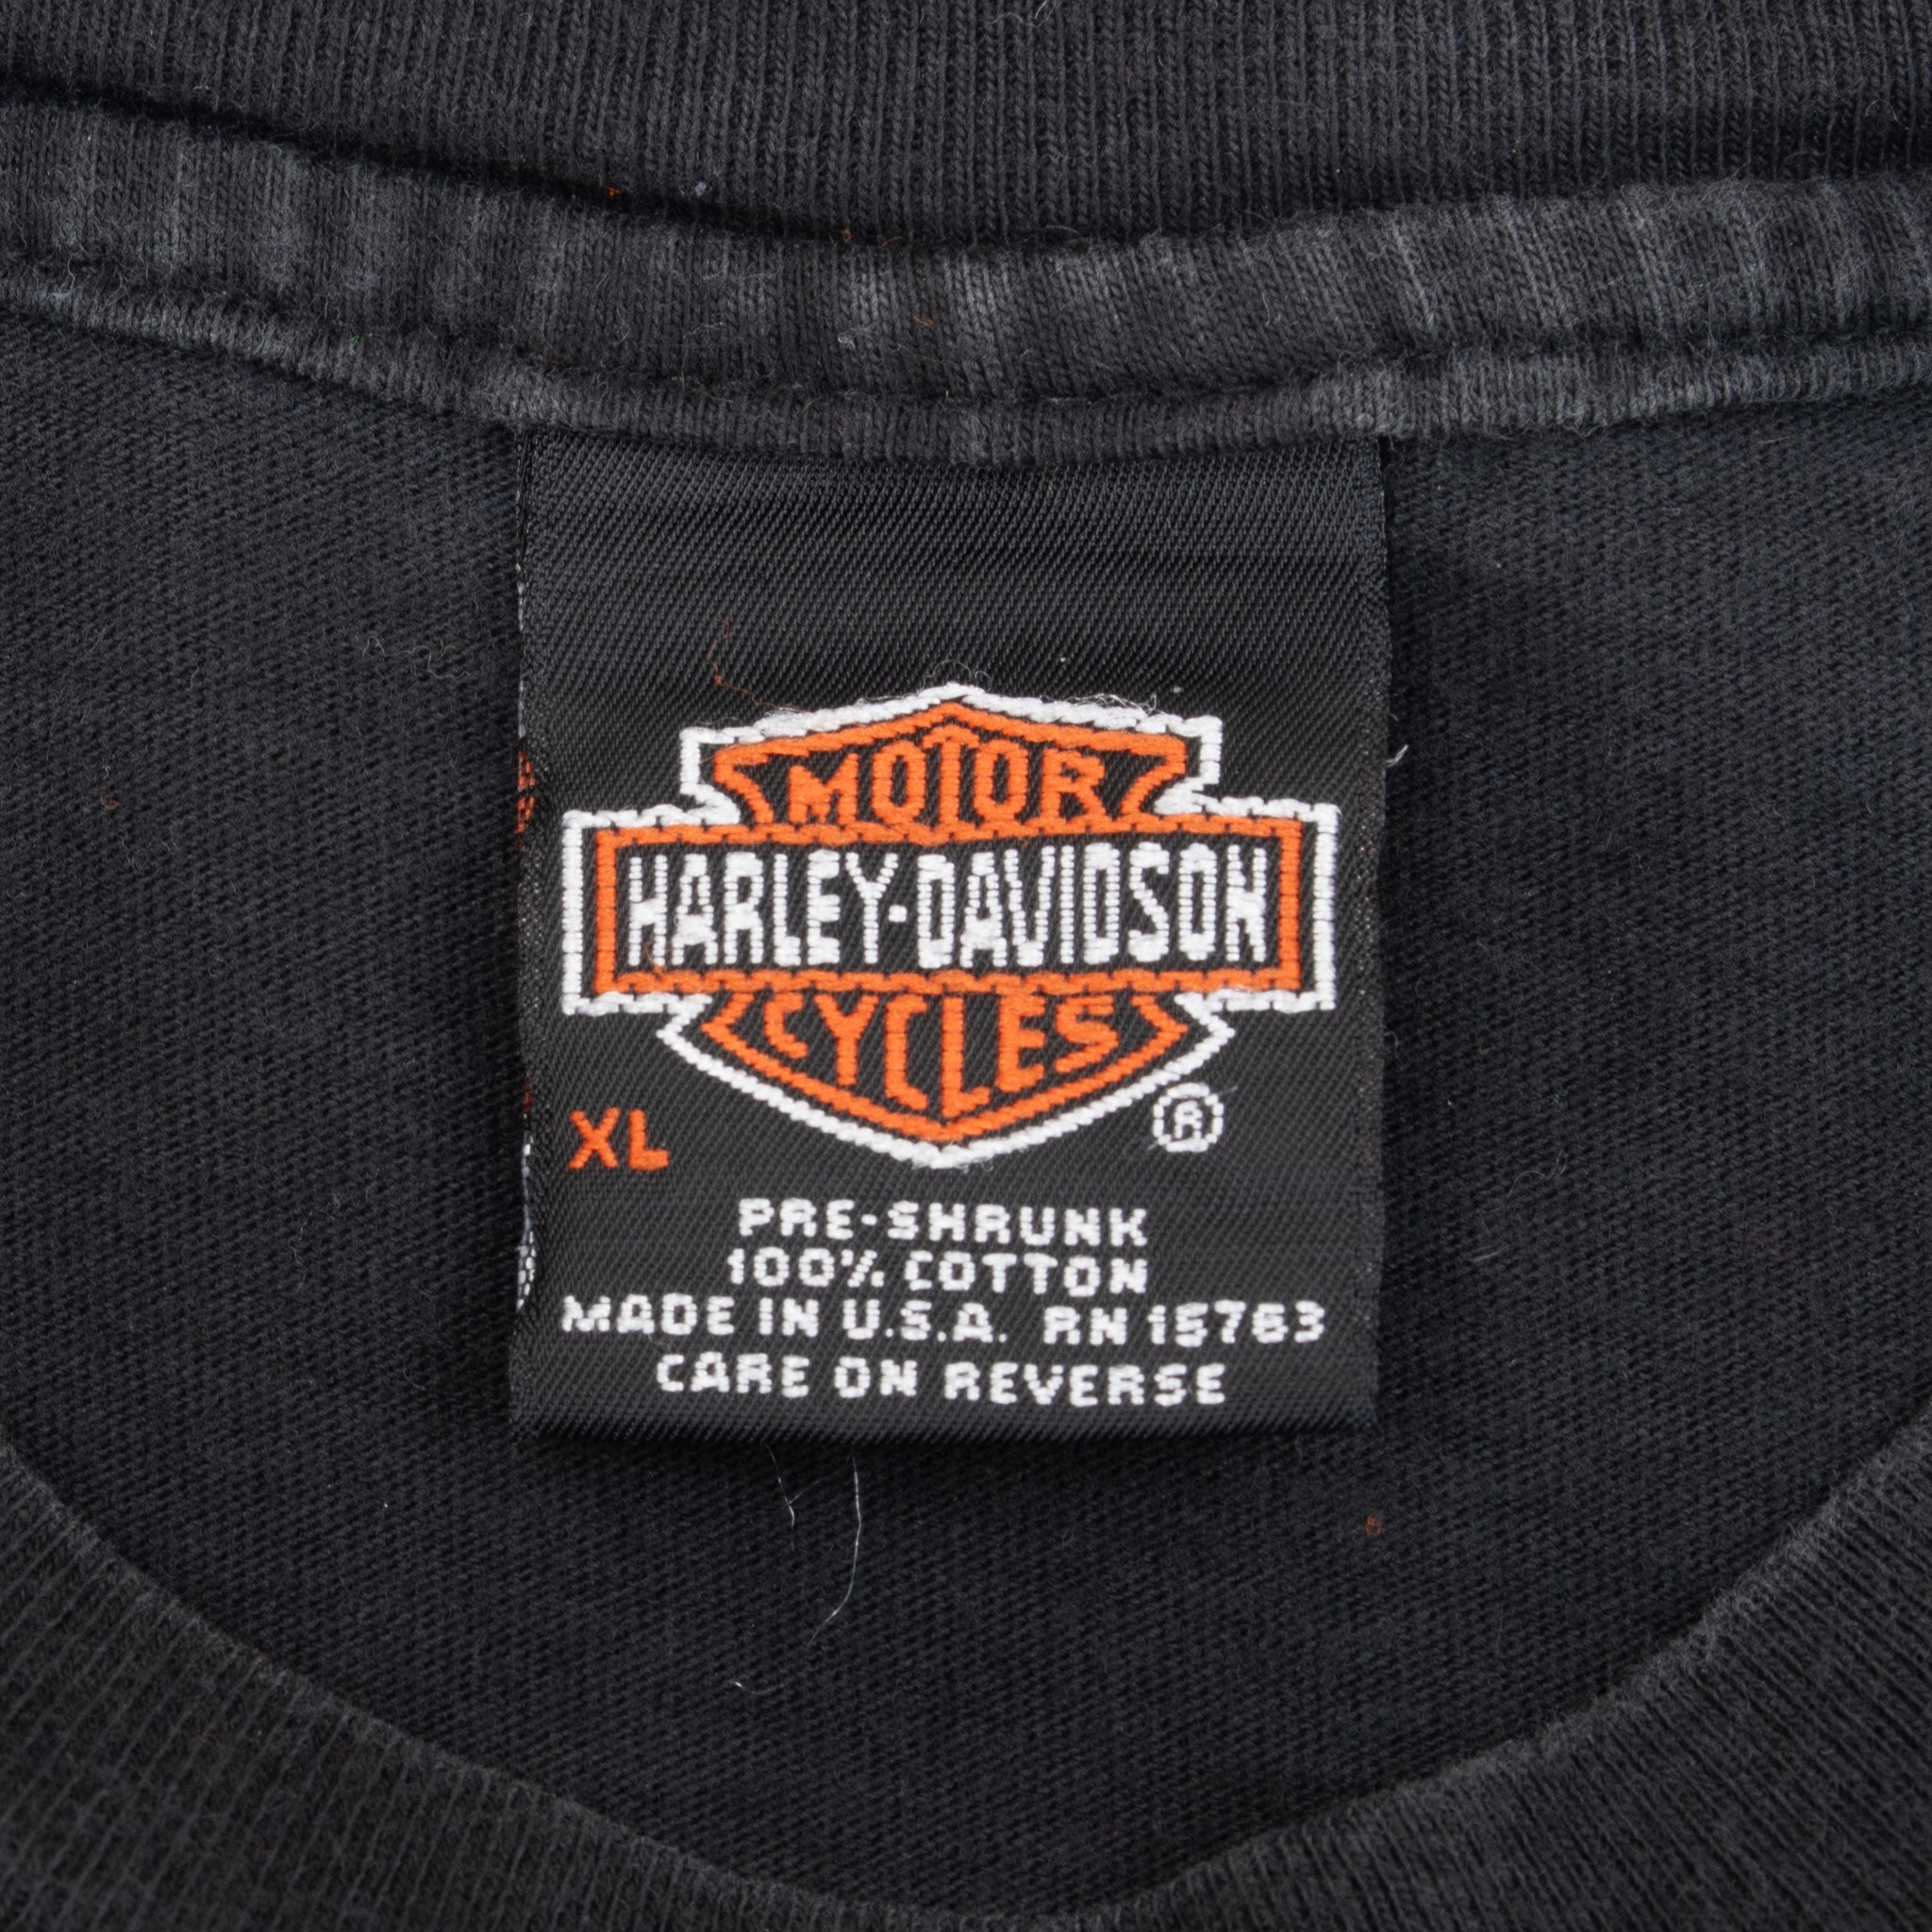 MOTOR
HARLEY-DAVIDSON
CYCLES
®
XL
PRE-SHRUNK
100% COTTON
MADE IN U.S.A. RN 15763
CARE ON REVERSE